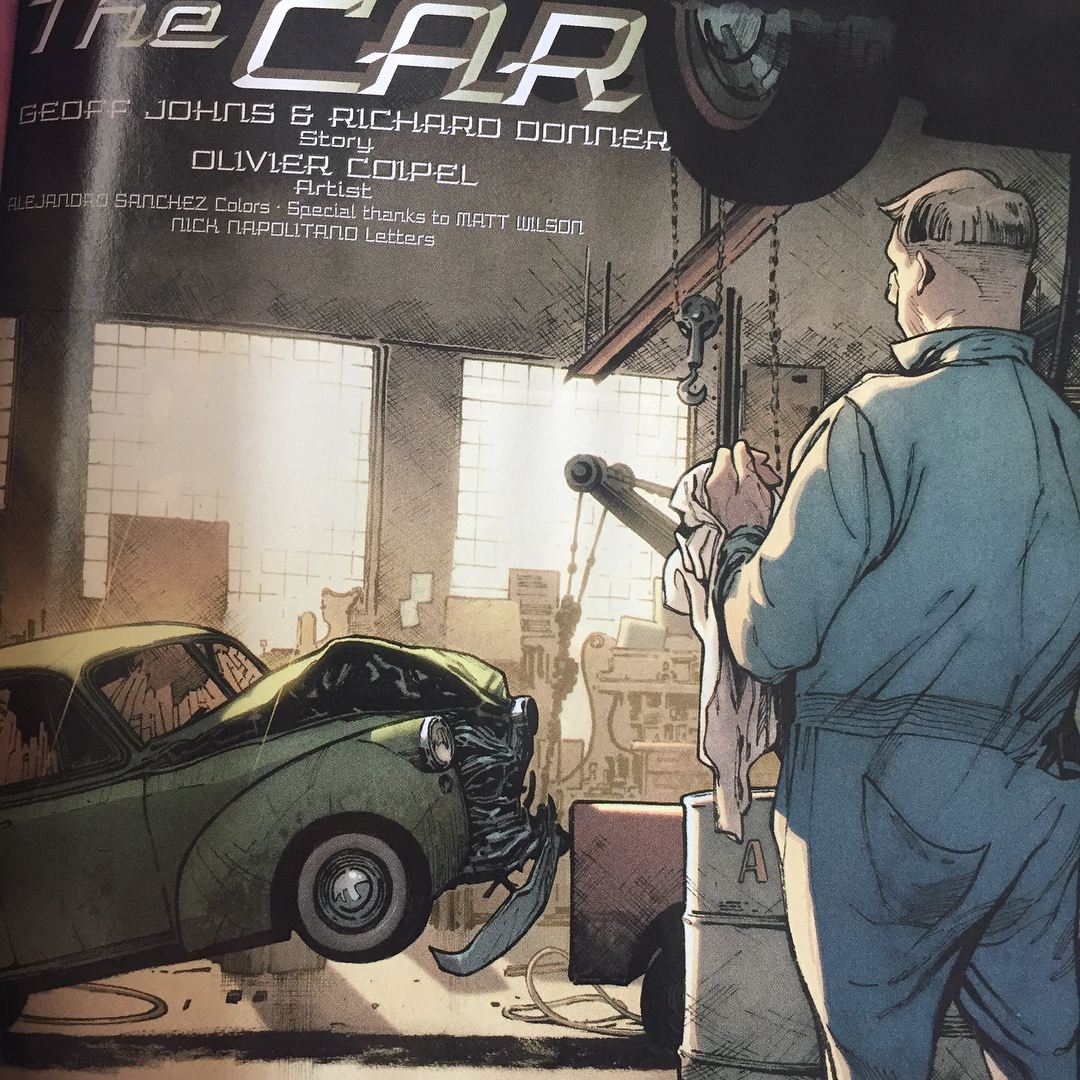 The CAR
GEOFF JOHNS & RICHARD DONNER
Story
OLIVIER COIPEL
Artist
ALEJANDRO SANCHEZ Colors · Special thanks to MATT WILSON
NICK NAPOLITANO Letters
A